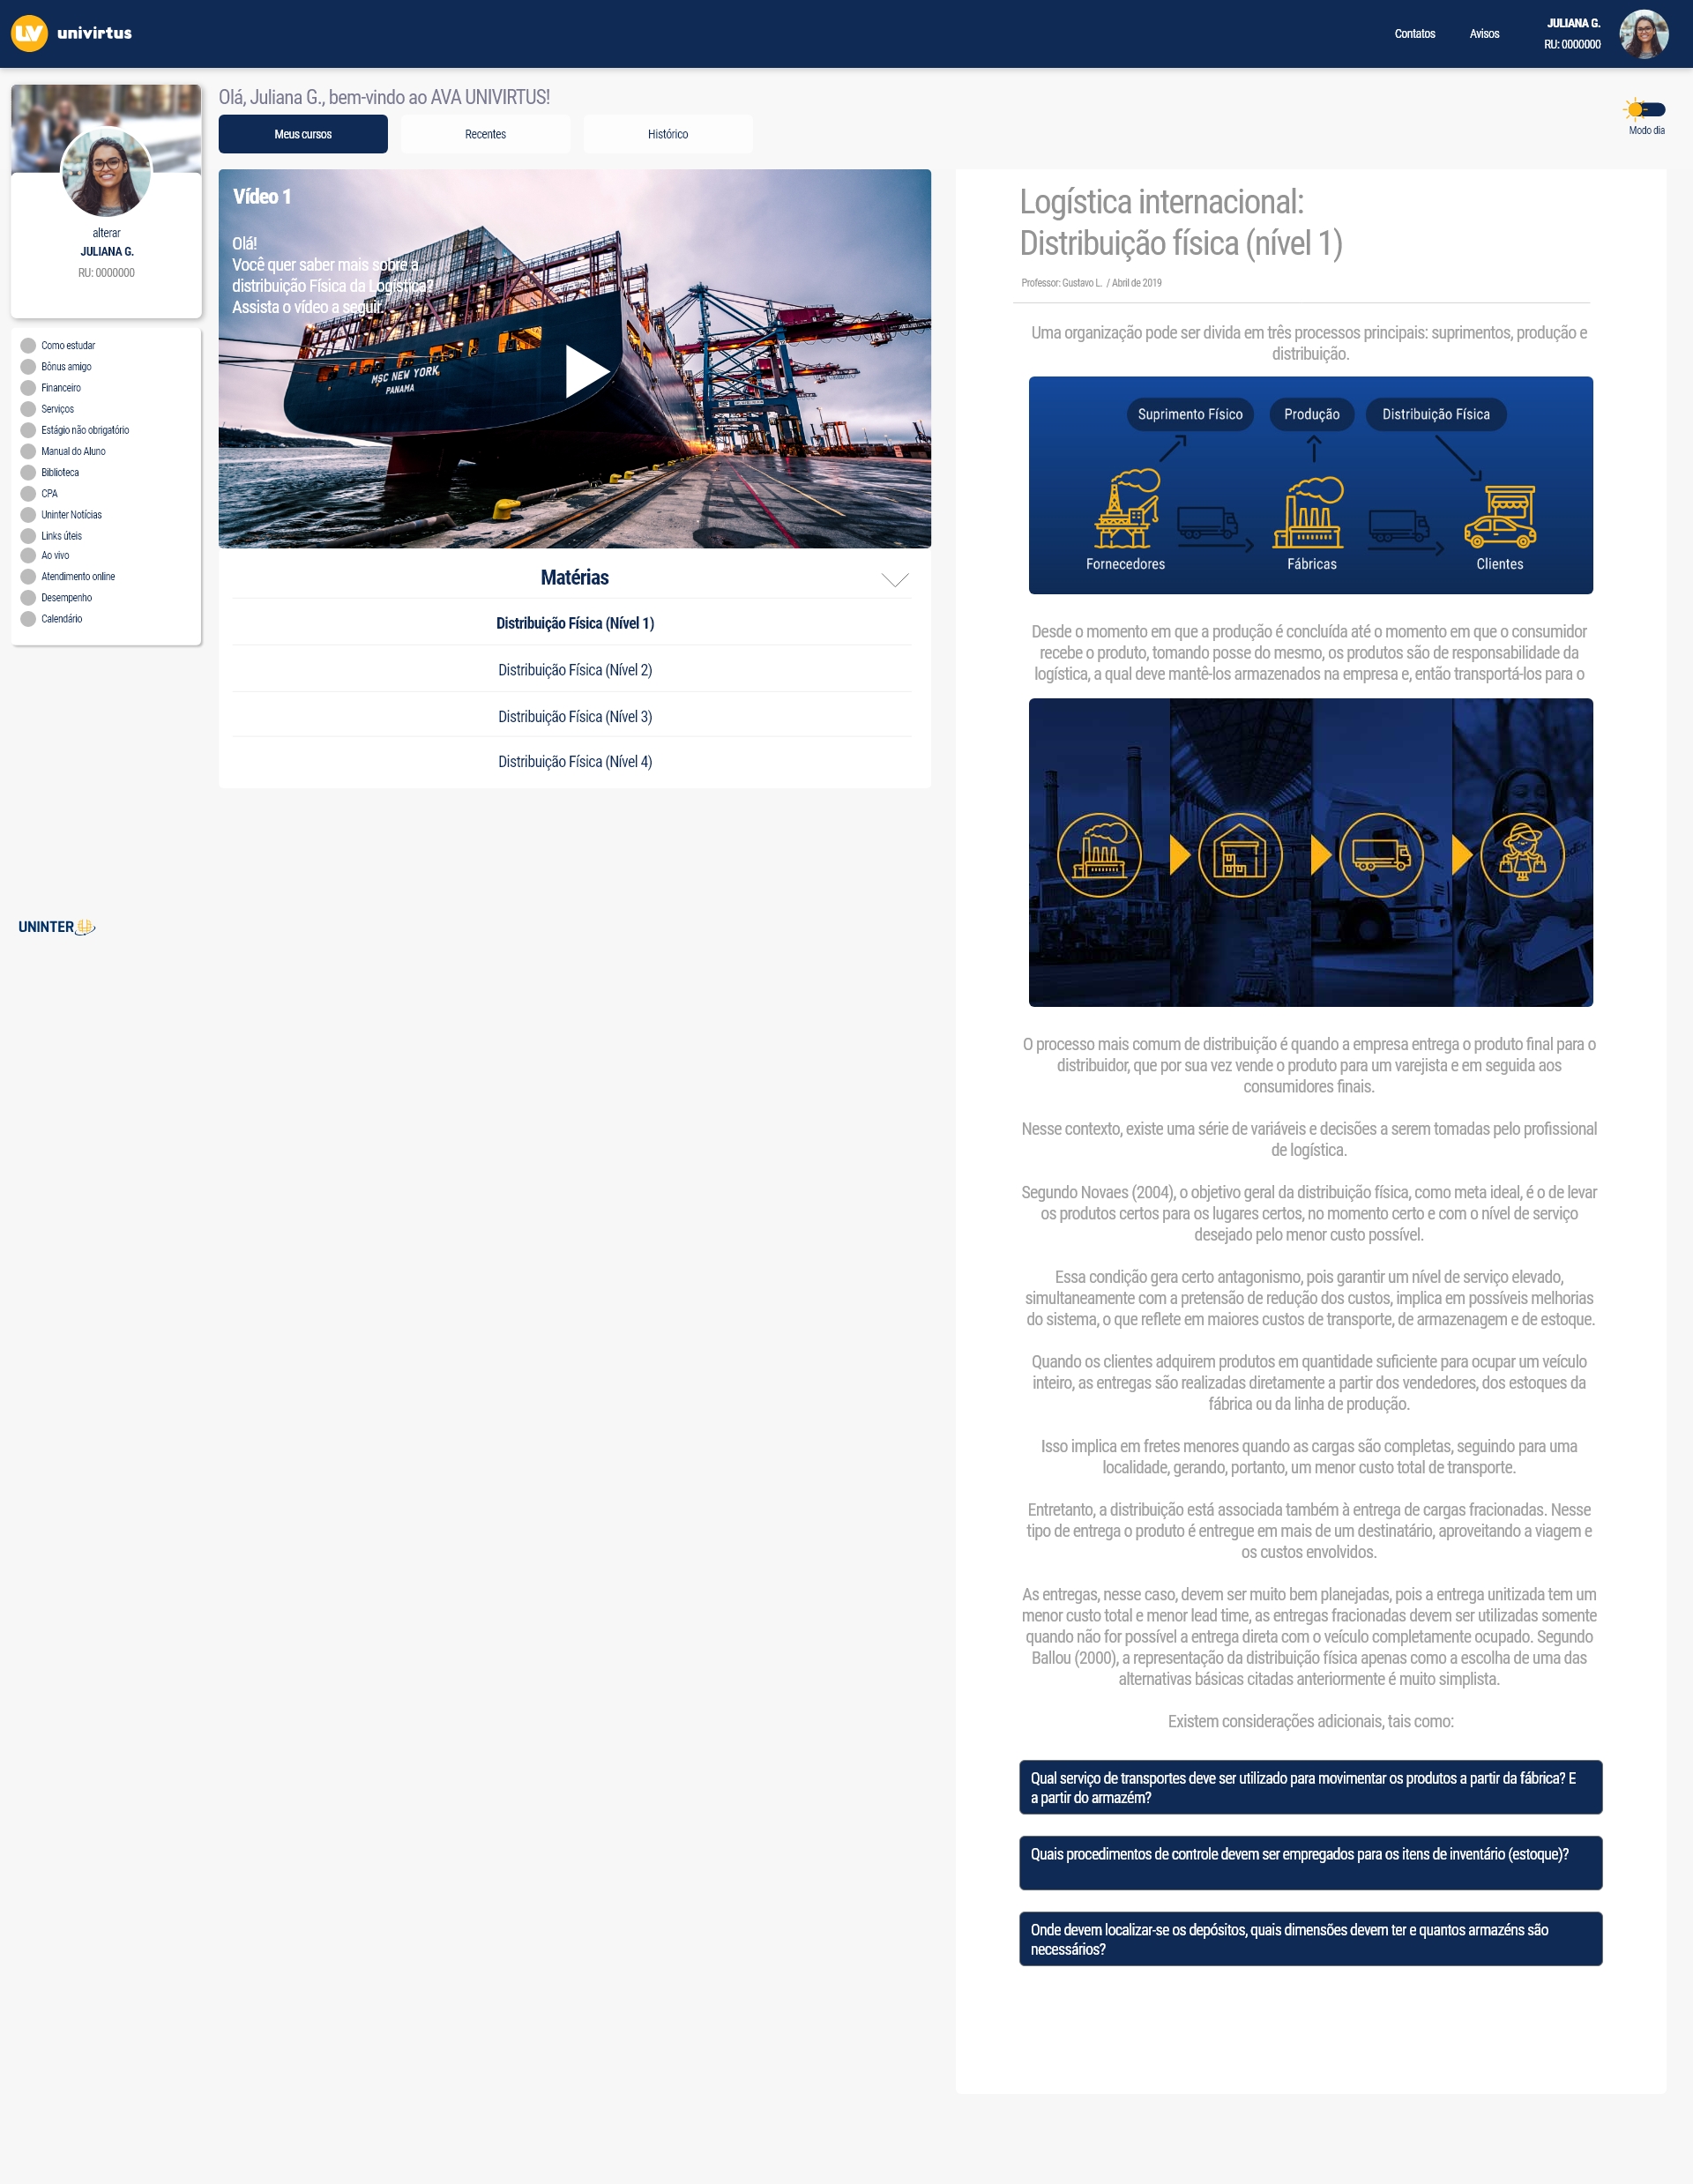 univirtus
Contatos
Avisos
JULIANA G.
RU: 0000000
Olá, Juliana G., bem-vindo ao AVA UNIVIRTUS!
Modo dia
Meus cursos
Recentes
Histórico
alterar
JULIANA G.
RU: 0000000
Como estudar
Bônus amigo
Financeiro
Serviços
Estágio não obrigatório
Manual do Aluno
Biblioteca
CPA
Uninter Notícias
Links úteis
Ao vivo
Atendimento online
Desempenho
Calendário
UNINTER
Vídeo 1
Olá!
Você quer saber mais sobre a
distribuição Física da Logística?
Assista o vídeo a seguir.
MSC NEW YORK
PANAMA
Matérias
Distribuição Física (Nível 1)
Distribuição Física (Nível 2)
Distribuição Física (Nível 3)
Distribuição Física (Nível 4)
Logística internacional:
Distribuição física (nível 1)
Professor: Gustavo L. / Abril de 2019
Uma organização pode ser divida em três processos principais: suprimentos, produção e
distribuição.
Suprimento Físico
Produção
Distribuição Física
Fornecedores
Fábricas
Clientes
Desde o momento em que a produção é concluída até o momento em que o consumidor
recebe o produto, tomando posse do mesmo, os produtos são de responsabilidade da
logística, a qual deve mantê-los armazenados na empresa e, então transportá-los para o
FedEx
O processo mais comum de distribuição é quando a empresa entrega o produto final para o
distribuidor, que por sua vez vende o produto para um varejista e em seguida aos
consumidores finais.
Nesse contexto, existe uma série de variáveis e decisões a serem tomadas pelo profissional
de logística.
Segundo Novaes (2004), o objetivo geral da distribuição física, como meta ideal, é o de levar
os produtos certos para os lugares certos, no momento certo e com o nível de serviço
desejado pelo menor custo possível.
Essa condição gera certo antagonismo, pois garantir um nível de serviço elevado,
simultaneamente com a pretensão de redução dos custos, implica em possíveis melhorias
do sistema, o que reflete em maiores custos de transporte, de armazenagem e de estoque.
Quando os clientes adquirem produtos em quantidade suficiente para ocupar um veículo
inteiro, as entregas são realizadas diretamente a partir dos vendedores, dos estoques da
fábrica ou da linha de produção.
Isso implica em fretes menores quando as cargas são completas, seguindo para uma
localidade, gerando, portanto, um menor custo total de transporte.
Entretanto, a distribuição está associada também à entrega de cargas fracionadas. Nesse
tipo de entrega o produto é entregue em mais de um destinatário, aproveitando a viagem e
os custos envolvidos.
As entregas, nesse caso, devem ser muito bem planejadas, pois a entrega unitizada tem um
menor custo total e menor lead time, as entregas fracionadas devem ser utilizadas somente
quando não for possível a entrega direta com o veículo completamente ocupado. Segundo
Ballou (2000), a representação da distribuição física apenas como a escolha de uma das
alternativas básicas citadas anteriormente é muito simplista.
Existem considerações adicionais, tais como:
Qual serviço de transportes deve ser utilizado para movimentar os produtos a partir da fábrica? E
a partir do armazém?
Quais procedimentos de controle devem ser empregados para os itens de inventário (estoque)?
Onde devem localizar-se os depósitos, quais dimensões devem ter e quantos armazéns são
necessários?